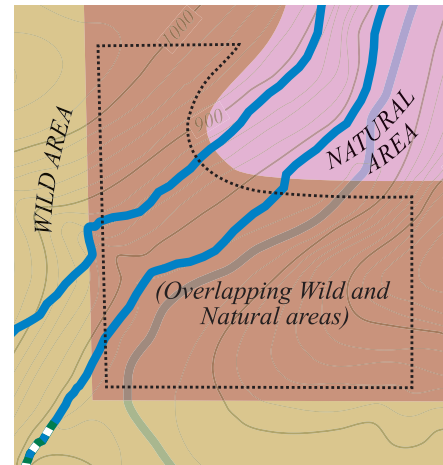 1000
900
WILD AREA
NATURAL
AREA
(Overlapping Wild and
Natural areas)